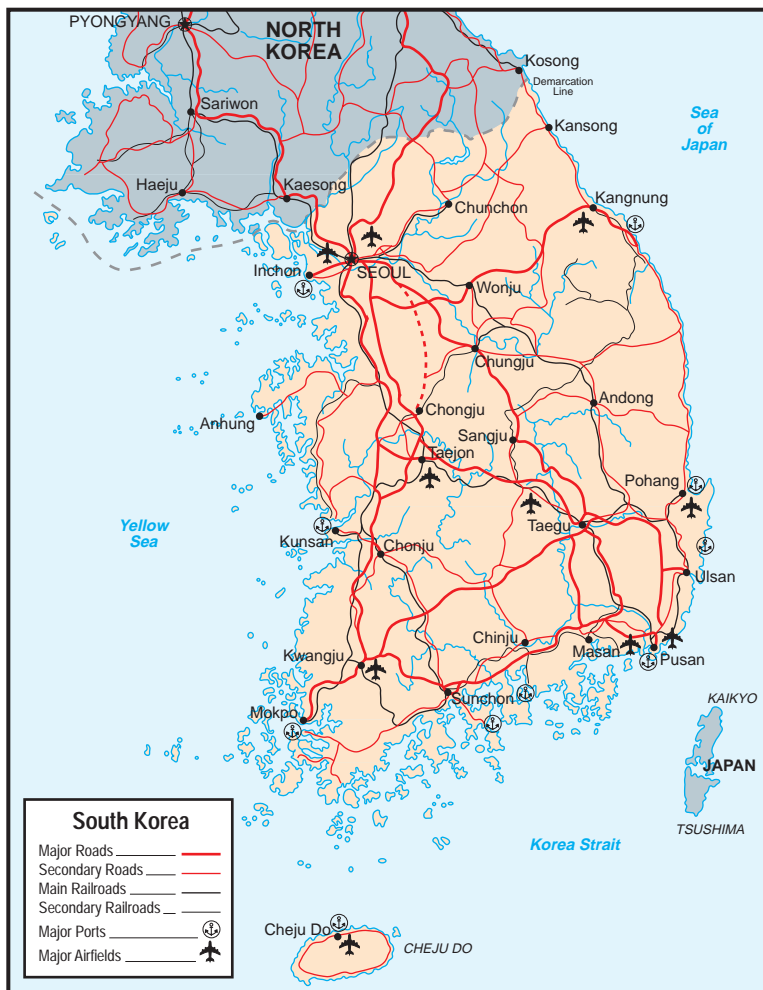 PYONGYANG
NORTH
KOREA
Kosong
Demarcation
Line
Sea
of
Japan
Sariwon
Kansong
Haeju
Kaesong
Chunchon
Kangnung
Inchon
SEOUL
Wonju
Chungju
Anhung
Chongju
Andong
Sangju
Taejon
Pohang
Yellow
Sea
Kunsan
Taegu
Chonju
Ulsan
Chinju
Masan
Pusan
Kwangju
Sunchon
Mokpo
KAIKYO
JAPAN
TSUSHIMA
Korea Strait
South Korea
Major Roads
Secondary Roads
Main Railroads
Secondary Railroads
Major Ports
Major Airfields
Cheju Do
CHEJU DO